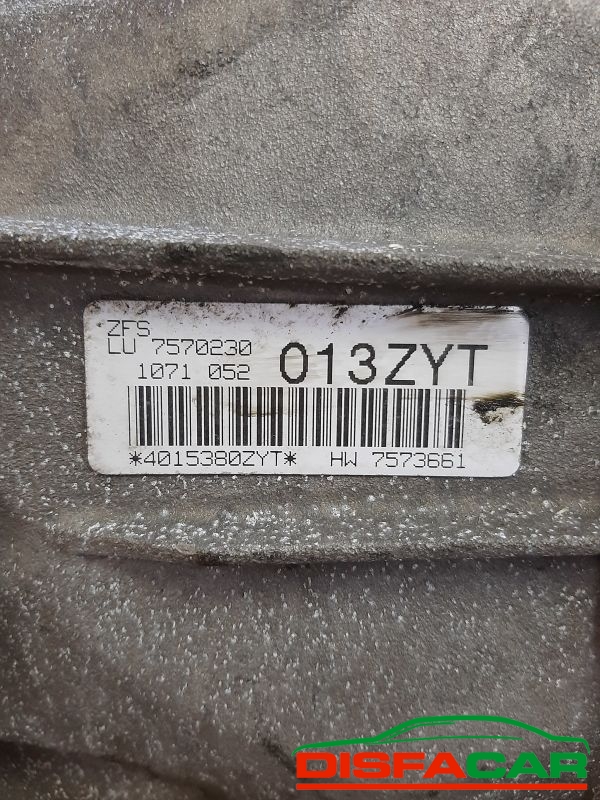 ZFS
LU 7570230
1071 052 013ZYT
*4015380ZYT* HW 7573661
DISFACAR